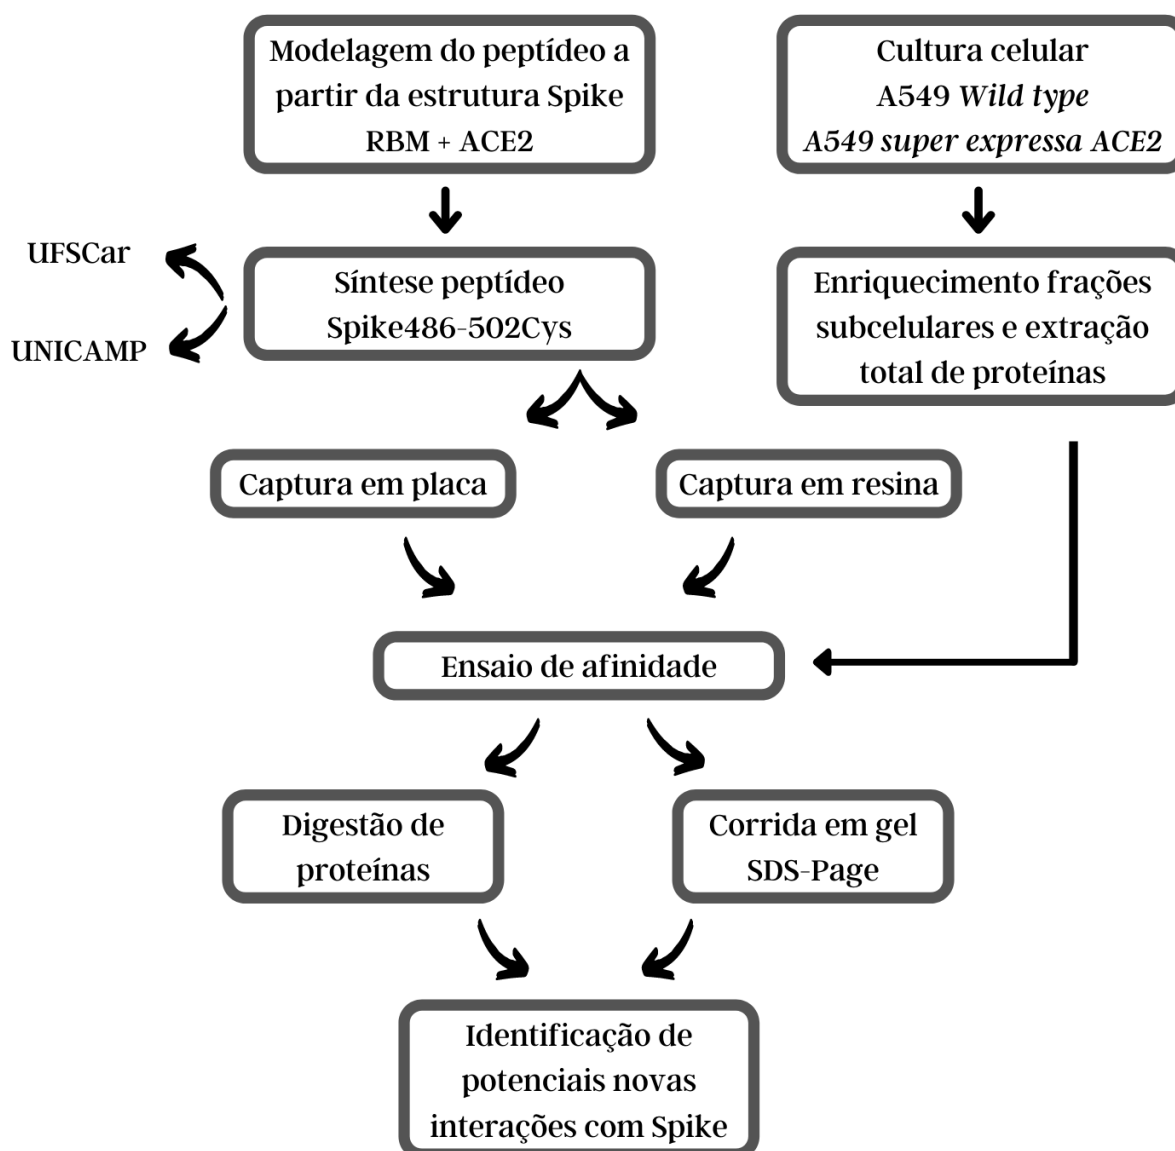 Modelagem do peptídeo a
partir da estrutura Spike
RBM + ACE2
Cultura celular
A549 Wild type
A549 super expressa ACE2
UFSCar
UNICAMP
Síntese peptídeo
Spike486-502Cys
Enriquecimento frações
subcelulares e extração
total de proteínas
Captura em placa
Captura em resina
Ensaio de afinidade
Digestão de
proteínas
Corrida em gel
SDS-Page
Identificação de
potenciais novas
interações com Spike